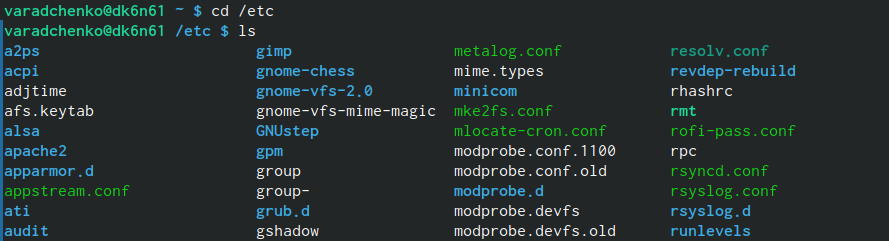 varadchenko@dk6n61 ~ $ cd /etc
varadchenko@dk6n61 /etc $ ls
a2ps gimp metalog.conf resolv.conf
acpi gnome-chess mime.types revdep-rebuild
adjtime gnome-vfs-2.0 minicom rhashrc
afs.keytab gnome-vfs-mime-magic mke2fs.conf rmt
alsa GNUstep mlocate-cron.conf rofi-pass.conf
apache2 gpm modprobe.conf.1100 rpc
apparmor.d group modprobe.conf.old rsyncd.conf
appstream.conf group- modprobe.d rsyslog.conf
ati grub.d modprobe.devfs rsyslog.d
audit gshadow modprobe.devfs.old runlevels